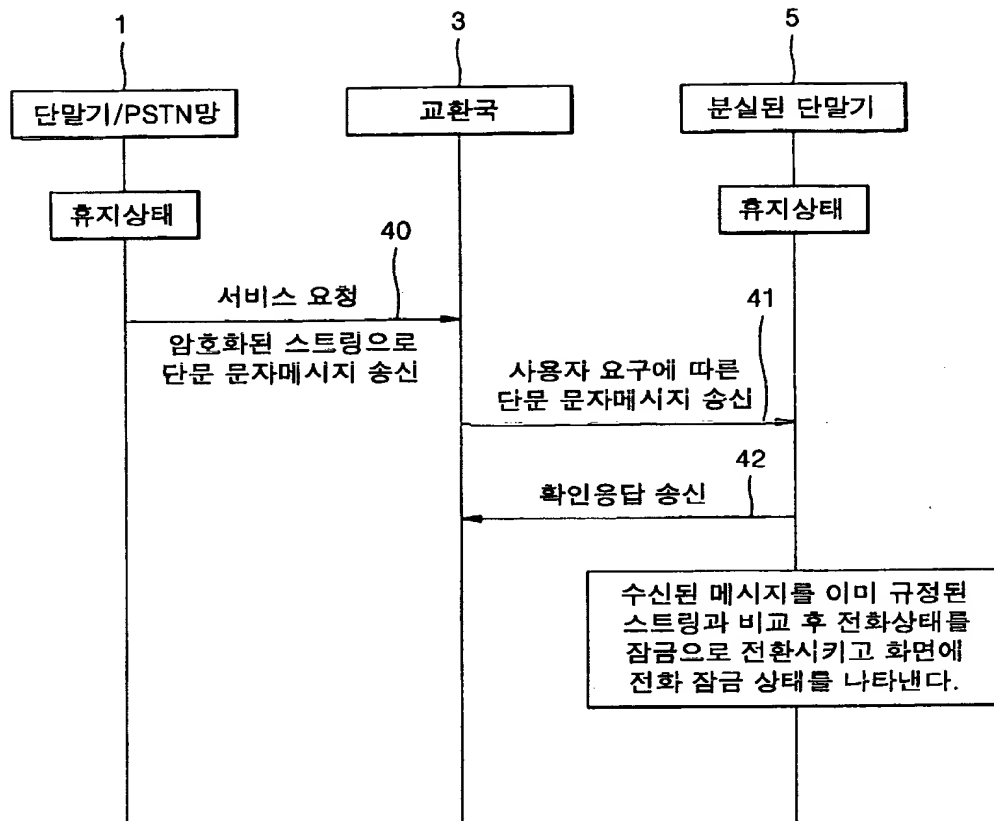 1
3
5
단말기/PSTN망
교환국
분실된 단말기
휴지상태
휴지상태
40
서비스 요청
암호화된 스트링으로
단문 문자메시지 송신
41
사용자 요구에 따른
단문 문자메시지 송신
42
확인응답 송신
수신된 메시지를 이미 규정된
스트링과 비교 후 전화상태를
잠금으로 전환시키고 화면에
전화 잠금 상태를 나타낸다.